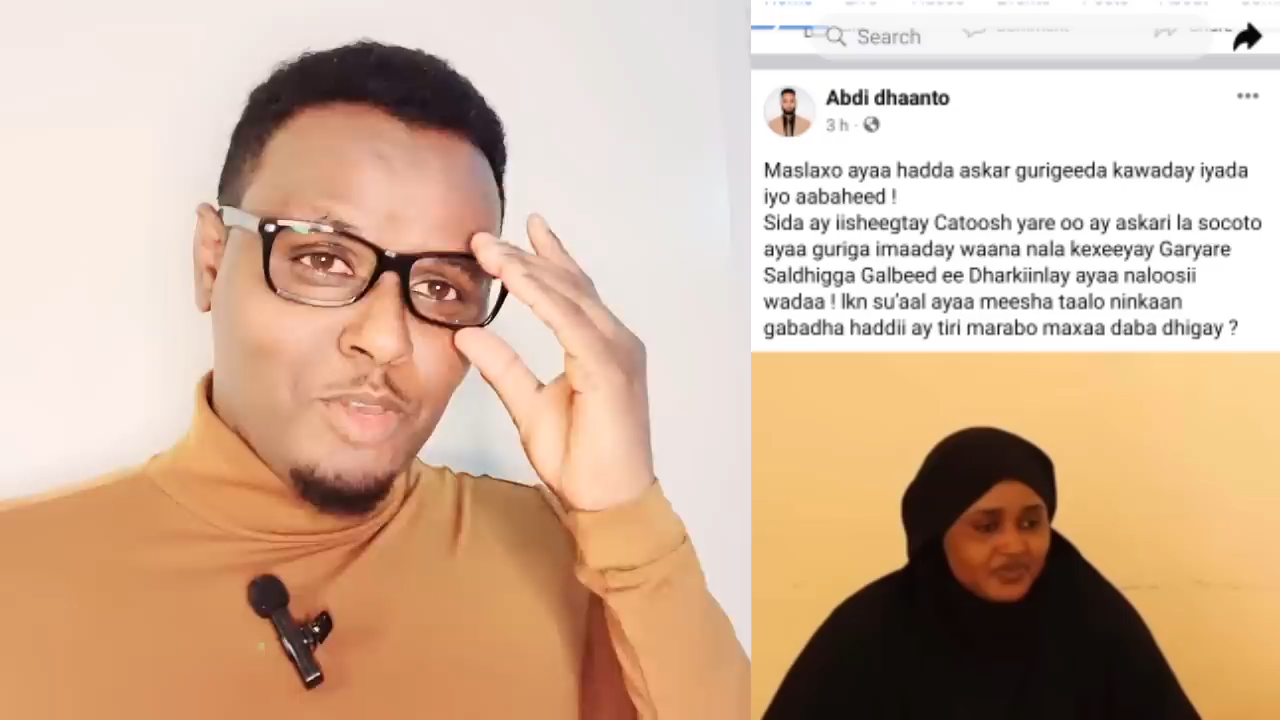 Search
Abdi dhaanto
3 h
Maslaxo ayaa hadda askar gurigeeda kawaday iyada
iyo aabaheed !
Sida ay iisheegtay Catoosh yare oo ay askari la socoto
ayaa guriga imaaday waana nala kexeeyay Garyare
Saldhigga Galbeed ee Dharkiinlay ayaa naloosii
wadaa ! lkn su'aal ayaa meesha taalo ninkaan
gabadha haddii ay tiri marabo maxaa daba dhigay ?